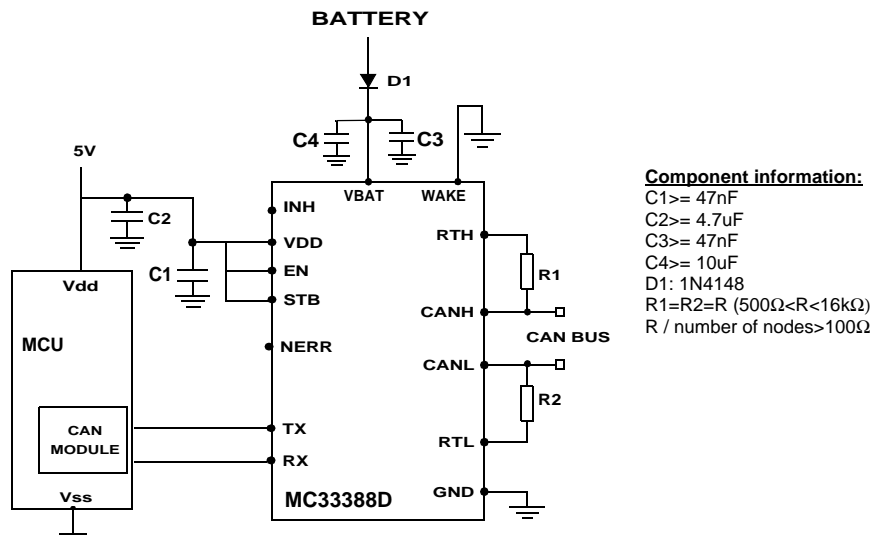 BATTERY
D1
C4
C3
5V
C2
C1
Vdd
MCU
CAN
MODULE
Vss
VBAT
WAKE
INH
VDD
EN
STB
NERR
TX
RX
MC33388D
RTH
CANH
CANL
RTL
GND
R1
CAN BUS
R2
Component information:
C1>= 47nF
C2>= 4.7uF
C3>= 47nF
C4>= 10uF
D1: 1N4148
R1=R2=R (500Ω<R<16kΩ)
R / number of nodes>100Ω